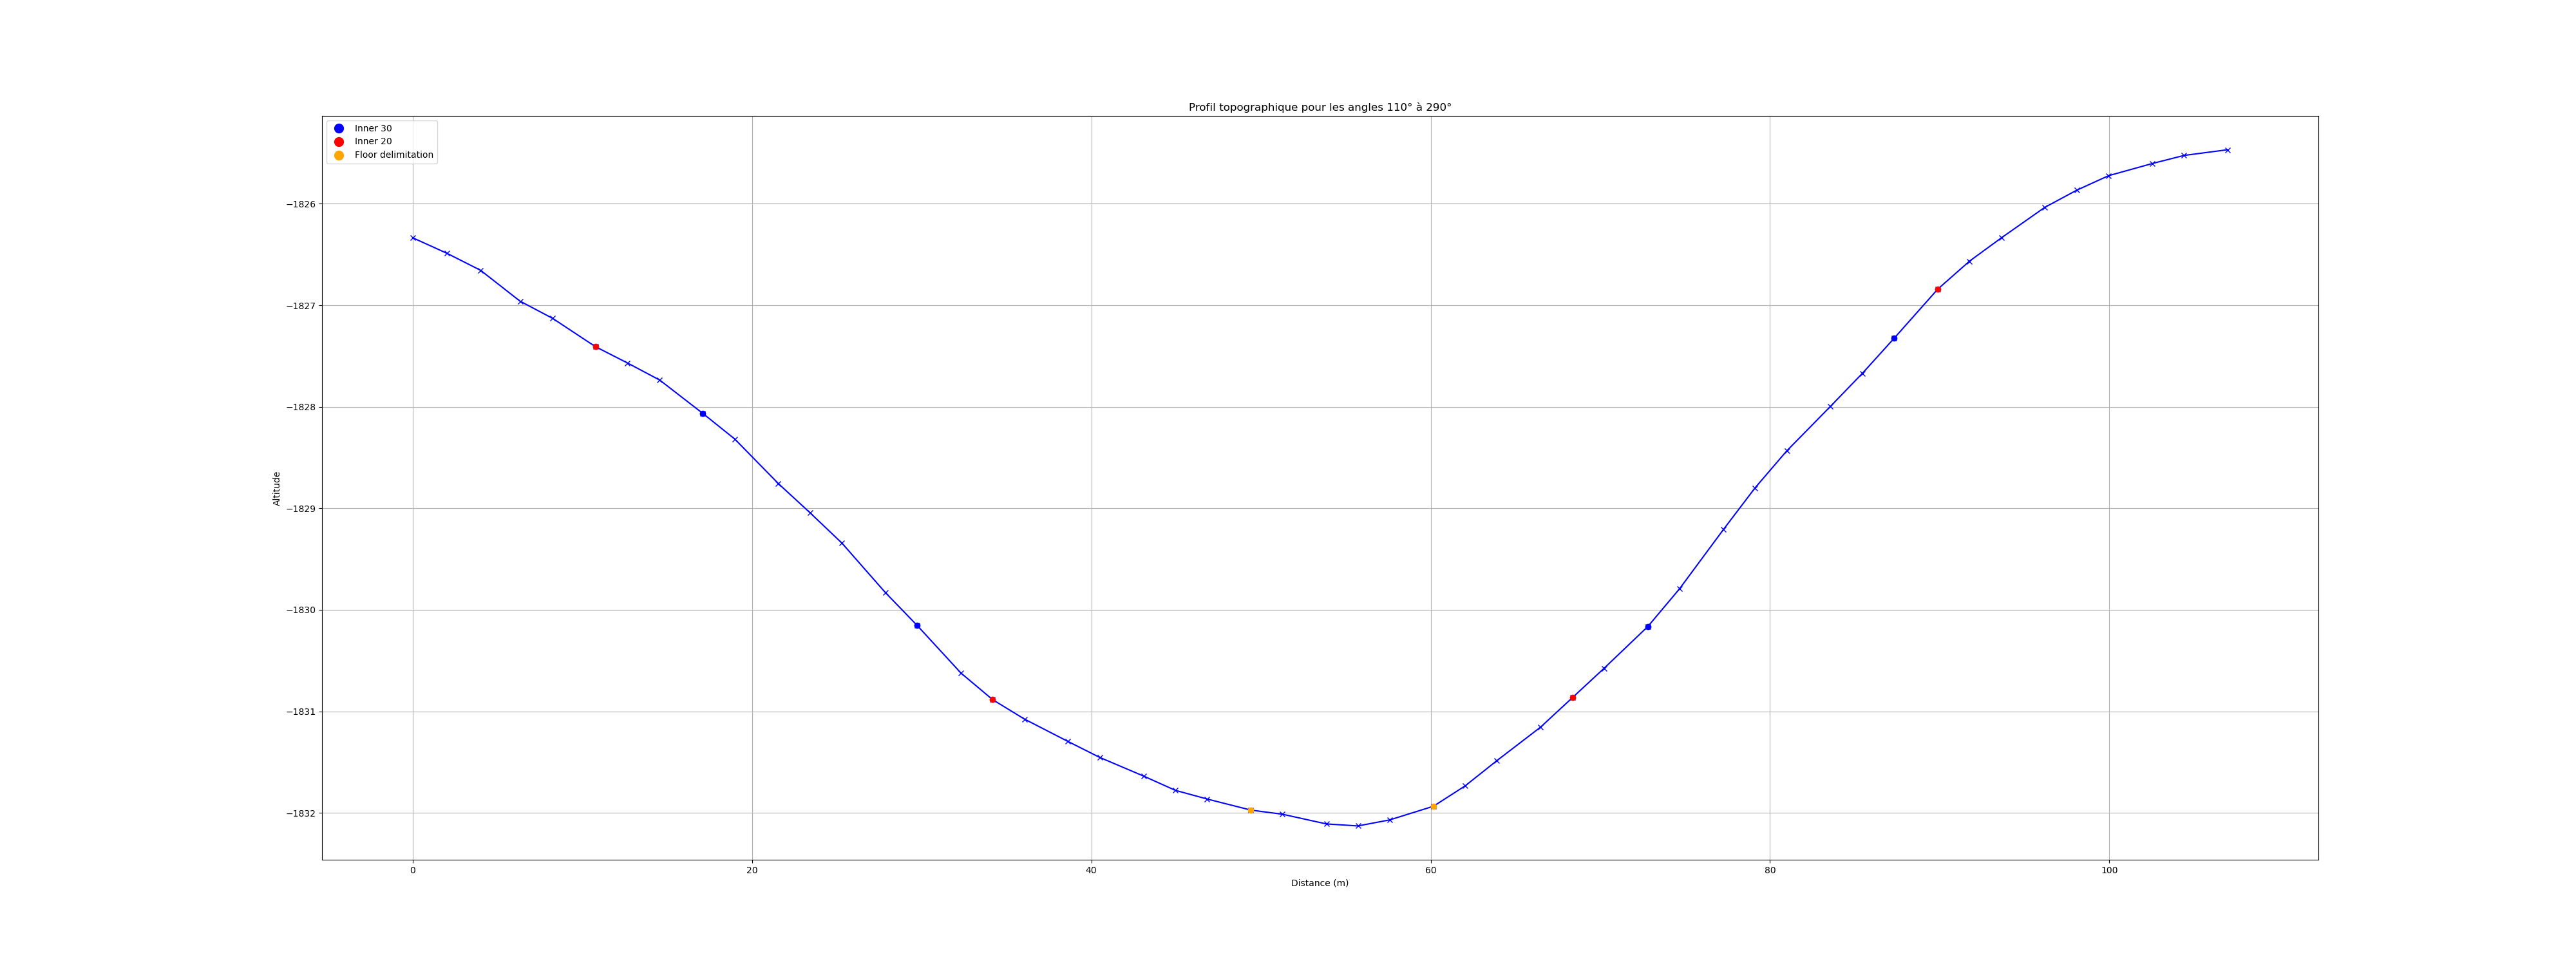 Profil topographique pour les angles 110° à 290°
Inner 30
Inner 20
Floor delimitation
−1826
−1827
−1828
−1829
−1830
−1831
−1832
Altitude
0 20 40 60 80 100
Distance (m)